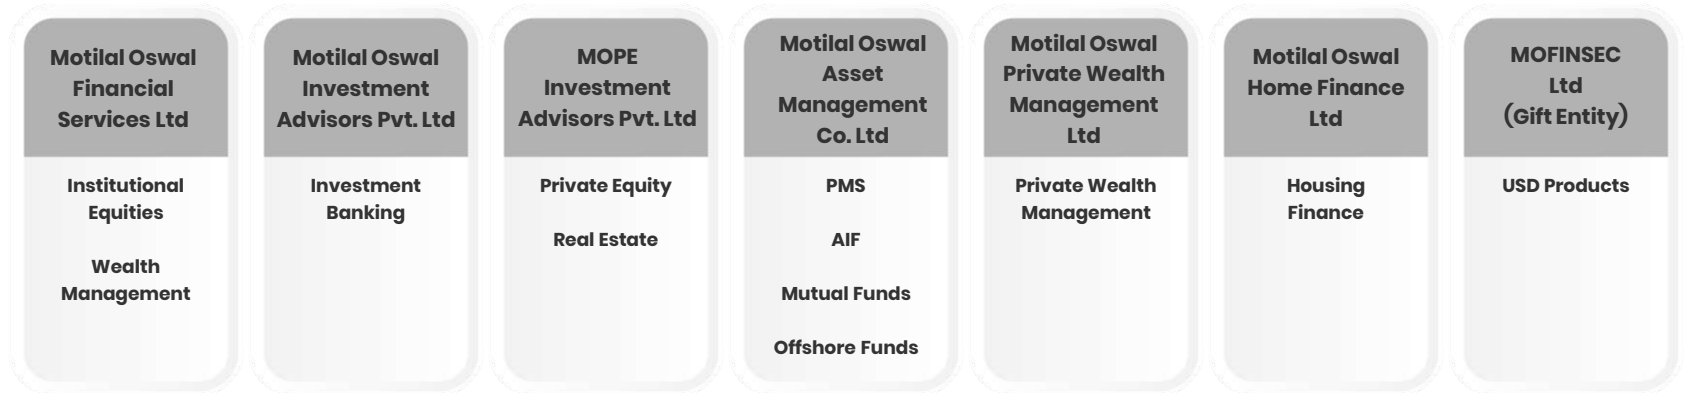 Motilal Oswal
Financial
Services Ltd
Institutional
Equities
Wealth
Management
Motilal Oswal
Investment
Advisors Pvt. Ltd
Investment
Banking
MOPE
Investment
Advisors Pvt. Ltd
Private Equity
Real Estate
Motilal Oswal
Asset
Management
Co. Ltd
PMS
AIF
Mutual Funds
Offshore Funds
Motilal Oswal
Private Wealth
Management
Ltd
Private Wealth
Management
Motilal Oswal
Home Finance
Ltd
Housing
Finance
MOFINSEC
Ltd
(Gift Entity)
USD Products